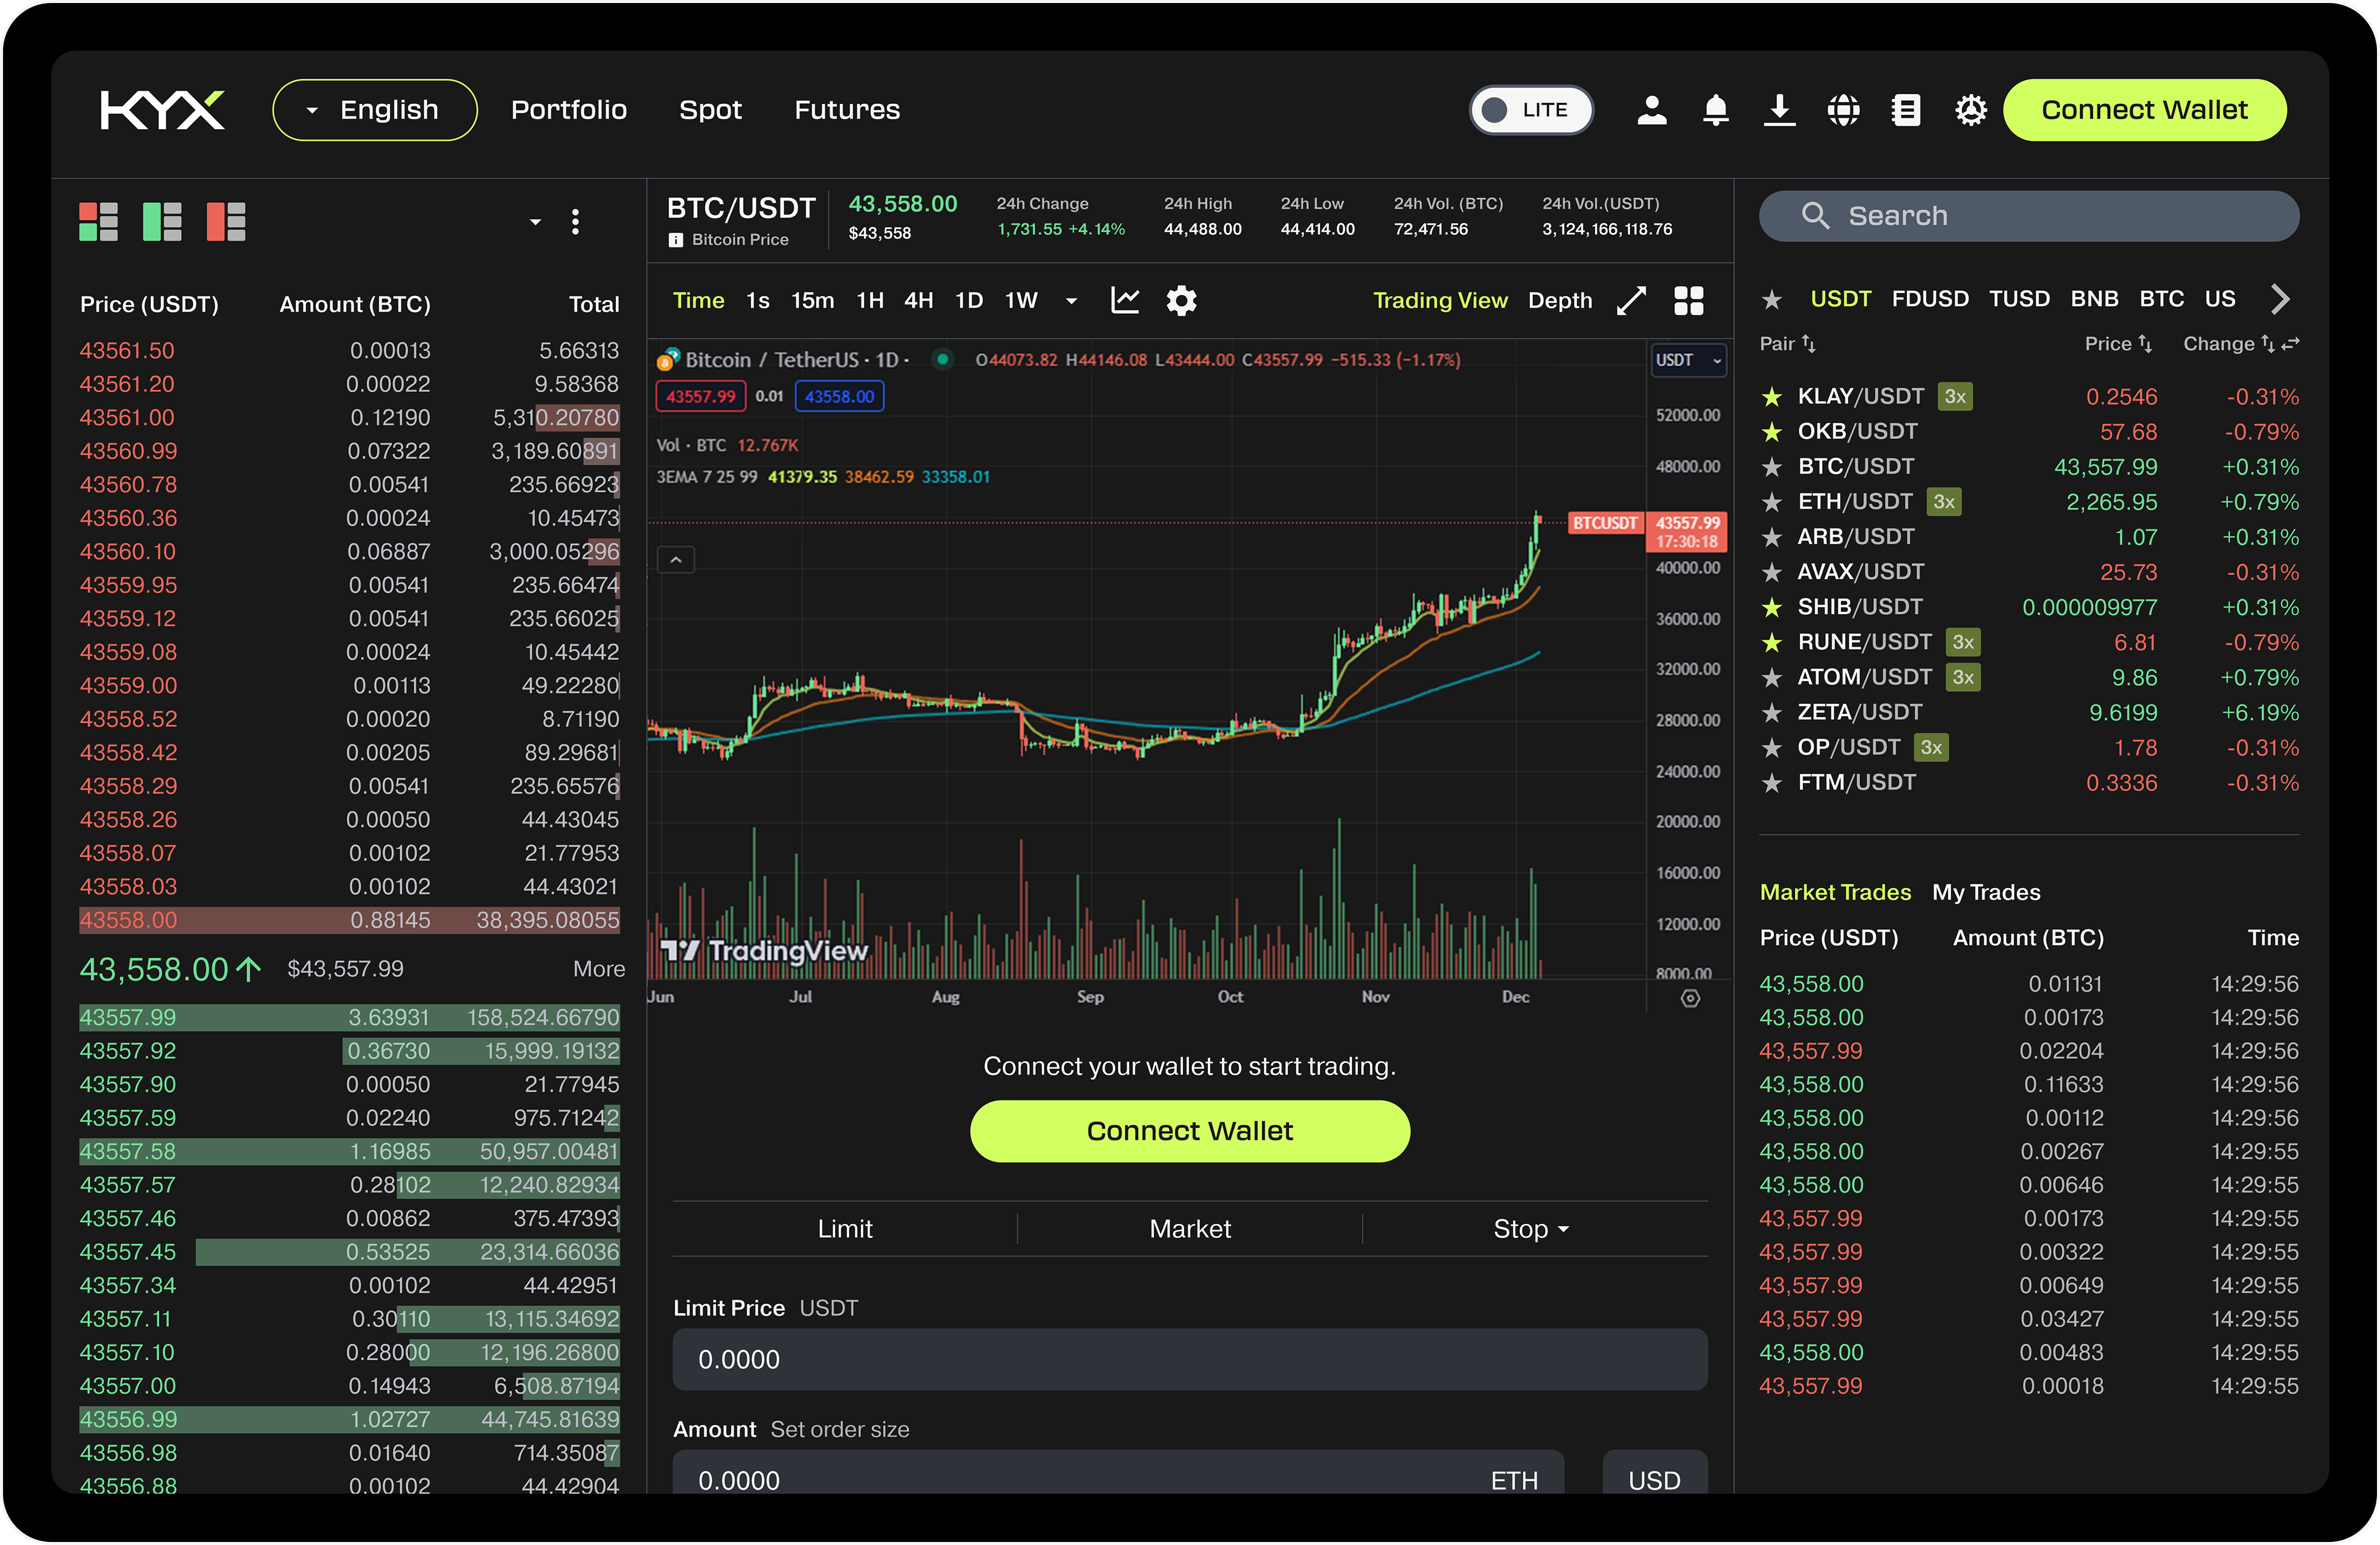 KYX English Portfolio Spot Futures LITE Connect Wallet
Price (USDT) Amount (BTC) Total
43561.50 0.00013 5.66313
43561.20 0.00022 9.58368
43561.00 0.12190 5,310.20780
43560.99 0.07322 3,189.60891
43560.78 0.00541 235.66923
43560.36 0.00024 10.45473
43560.10 0.06887 3,000.05296
43559.95 0.00541 235.66474
43559.12 0.00541 235.66025
43559.08 0.00024 10.45442
43559.00 0.00113 49.22280
43558.52 0.00020 8.71190
43558.42 0.00205 89.29681
43558.29 0.00541 235.65576
43558.26 0.00050 44.43045
43558.07 0.00102 21.77953
43558.03 0.00102 44.43021
43558.00 0.88145 38,395.08055
43,558.00 $43,557.99 More
43557.99 3.63931 158,524.66790
43557.92 0.36730 15,999.19132
43557.90 0.00050 21.77945
43557.59 0.02240 975.71242
43557.58 1.16985 50,957.00481
43557.57 0.28102 12,240.82934
43557.46 0.00862 375.47393
43557.45 0.53525 23,314.66036
43557.34 0.00102 44.42951
43557.11 0.30110 13,115.34692
43557.10 0.28000 12,196.26800
43557.00 0.14943 6,508.87194
43556.99 1.02727 44,745.81639
43556.98 0.01640 714.35087
43556.88 0.00102 44.42904
BTC/USDT 43,558.00 24h Change 24h High 24h Low 24h Vol. (BTC) 24h Vol.(USDT)
Bitcoin Price $43,558 1,731.55 +4.14% 44,488.00 44,414.00 72,471.56 3,124,166,118.76
Time 1s 15m 1H 4H 1D 1W Trading View Depth
Bitcoin / TetherUS · 1D · O44073.82 H44146.08 L43444.00 C43557.99 −515.33 (−1.17%) USDT
43557.99 0.01 43558.00
Vol · BTC 12.767K
3EMA 7 25 99 41379.35 38462.59 33358.01
52000.00
48000.00
BTCUSDT 43557.99
17:30:18
40000.00
36000.00
32000.00
28000.00
24000.00
20000.00
16000.00
12000.00
8000.00
TradingView
Jun Jul Aug Sep Oct Nov Dec
Connect your wallet to start trading.
Connect Wallet
Limit Market Stop
Limit Price USDT
0.0000
Amount Set order size
0.0000 ETH USD
Search
USDT FDUSD TUSD BNB BTC US
Pair Price Change
KLAY/USDT 3x 0.2546 -0.31%
OKB/USDT 57.68 -0.79%
BTC/USDT 43,557.99 +0.31%
ETH/USDT 3x 2,265.95 +0.79%
ARB/USDT 1.07 +0.31%
AVAX/USDT 25.73 -0.31%
SHIB/USDT 0.000009977 +0.31%
RUNE/USDT 3x 6.81 -0.79%
ATOM/USDT 3x 9.86 +0.79%
ZETA/USDT 9.6199 +6.19%
OP/USDT 3x 1.78 -0.31%
FTM/USDT 0.3336 -0.31%
Market Trades My Trades
Price (USDT) Amount (BTC) Time
43,558.00 0.01131 14:29:56
43,558.00 0.00173 14:29:56
43,557.99 0.02204 14:29:56
43,558.00 0.11633 14:29:56
43,558.00 0.00112 14:29:56
43,558.00 0.00267 14:29:55
43,558.00 0.00646 14:29:55
43,557.99 0.00173 14:29:55
43,557.99 0.00322 14:29:55
43,557.99 0.00649 14:29:55
43,557.99 0.03427 14:29:55
43,558.00 0.00483 14:29:55
43,557.99 0.00018 14:29:55